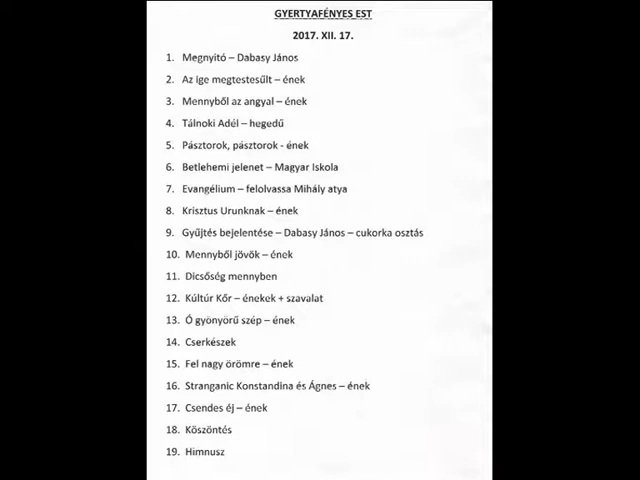 GYERTYAFÉNYES EST
2017. XII. 17.
1. Megnyitó – Dabasy János
2. Az ige megtestesűlt – ének
3. Mennyből az angyal – ének
4. Tálnoki Adél – hegedű
5. Pásztorok, pásztorok - ének
6. Betlehemi jelenet – Magyar Iskola
7. Evangélium – felolvassa Mihály atya
8. Krisztus Urunknak – ének
9. Gyűjtés bejelentése – Dabasy János – cukorka osztás
10. Mennyből jövök – ének
11. Dicsőség mennyben
12. Kúltúr Kőr – énekek + szavalat
13. Ó gyönyörű szép – ének
14. Cserkészek
15. Fel nagy örömre – ének
16. Stranganic Konstandina és Ágnes – ének
17. Csendes éj – ének
18. Köszöntés
19. Himnusz